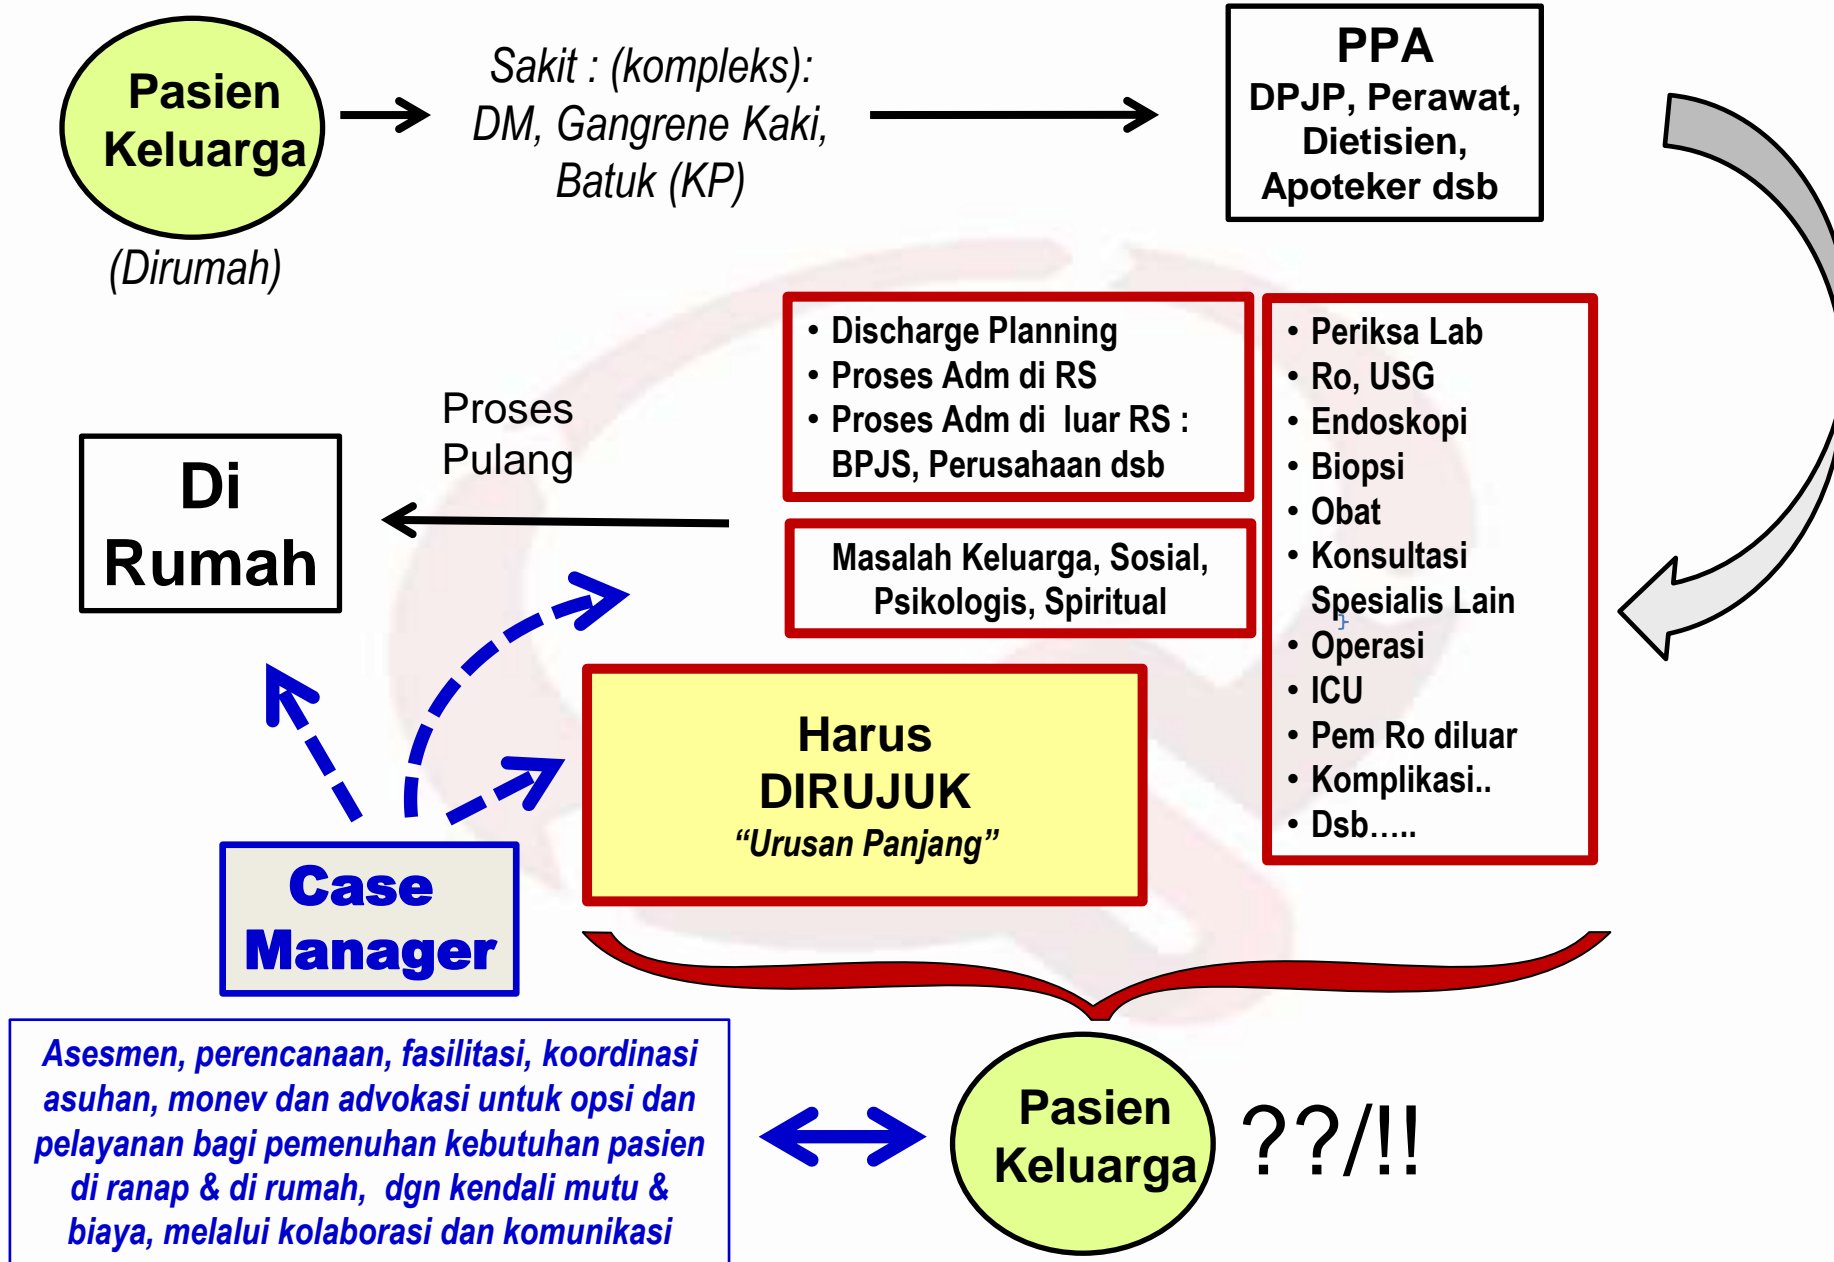 Pasien
Keluarga
(Dirumah)
Sakit : (kompleks):
DM, Gangrene Kaki,
Batuk (KP)
PPA
DPJP, Perawat,
Dietisien,
Apoteker dsb
• Discharge Planning
• Proses Adm di RS
• Proses Adm di luar RS :
BPJS, Perusahaan dsb
• Periksa Lab
• Ro, USG
• Endoskopi
• Biopsi
• Obat
• Konsultasi
Spesialis Lain
}
• Operasi
• ICU
• Pem Ro diluar
• Komplikasi..
• Dsb…..
Proses
Pulang
Di
Rumah
Masalah Keluarga, Sosial,
Psikologis, Spiritual
Harus
DIRUJUK
“Urusan Panjang”
Case
Manager
Asesmen, perencanaan, fasilitasi, koordinasi
asuhan, monev dan advokasi untuk opsi dan
pelayanan bagi pemenuhan kebutuhan pasien
di ranap & di rumah, dgn kendali mutu &
biaya, melalui kolaborasi dan komunikasi
Pasien
Keluarga
??/!!